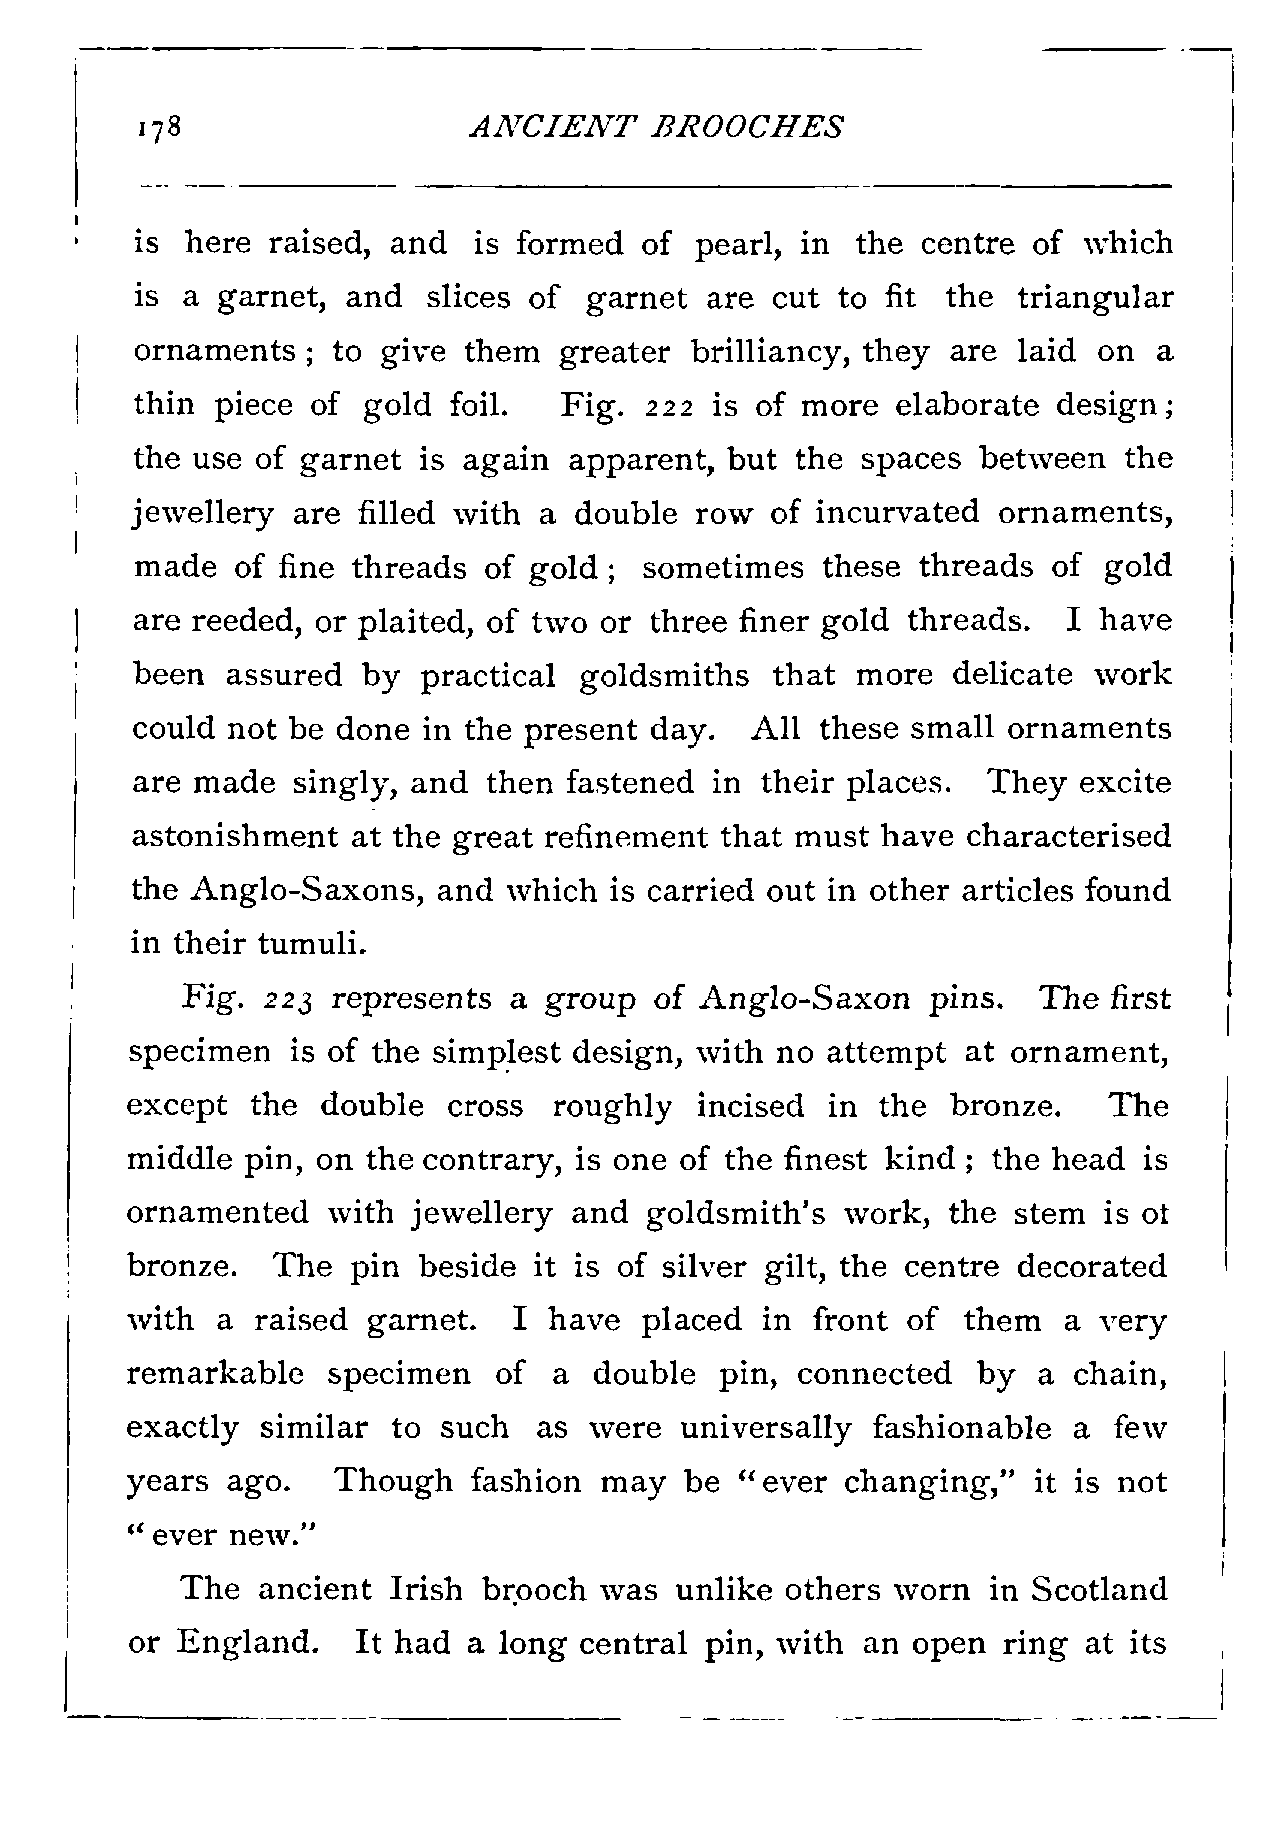 178 ANCIENT BROOCHES
is here raised, and is formed of pearl, in the centre of which
is a garnet, and slices of garnet are cut to fit the triangular
ornaments ; to give them greater brilliancy, they are laid on a
thin piece of gold foil. Fig. 222 is of more elaborate design ;
the use of garnet is again apparent, but the spaces between the
jewellery are filled with a double row of incurvated ornaments,
made of fine threads of gold ; sometimes these threads of gold
are reeded, or plaited, of two or three finer gold threads. I have
been assured by practical goldsmiths that more delicate work
could not be done in the present day. All these small ornaments
are made singly, and then fastened in their places. They excite
astonishment at the great refinement that must have characterised
the Anglo-Saxons, and which is carried out in other articles found
in their tumuli.
Fig. 223 represents a group of Anglo-Saxon pins. The first
specimen is of the simplest design, with no attempt at ornament,
except the double cross roughly incised in the bronze. The
middle pin, on the contrary, is one of the finest kind ; the head is
ornamented with jewellery and goldsmith's work, the stem is of
bronze. The pin beside it is of silver gilt, the centre decorated
with a raised garnet. I have placed in front of them a very
remarkable specimen of a double pin, connected by a chain,
exactly similar to such as were universally fashionable a few
years ago. Though fashion may be “ ever changing,” it is not
“ ever new.”
The ancient Irish brooch was unlike others worn in Scotland
or England. It had a long central pin, with an open ring at its